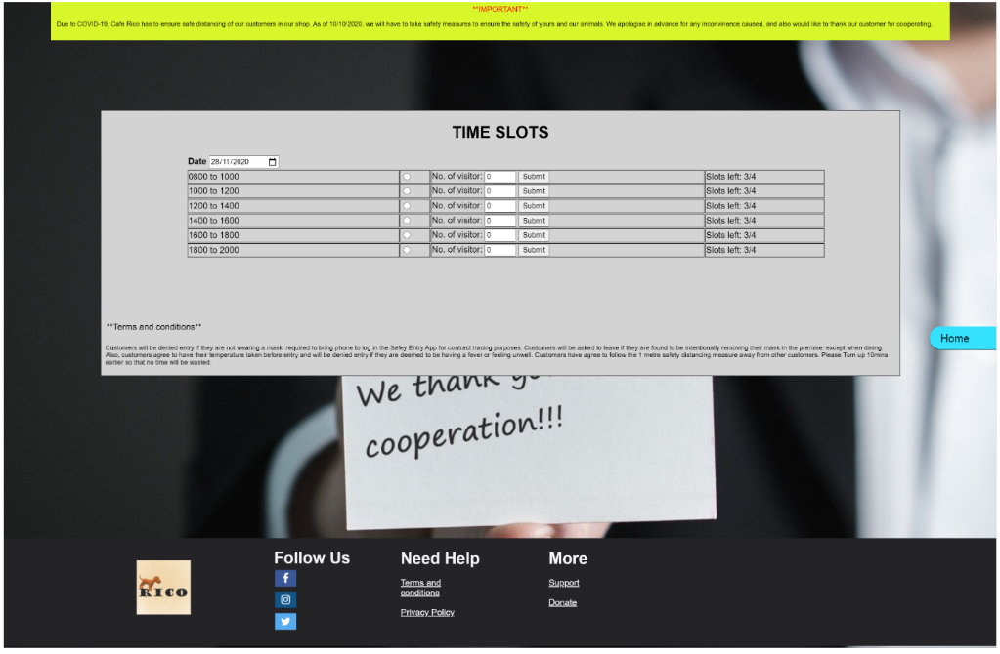 **IMPORTANT**
Due to COVID-19, Cafe Rico has to ensure safe distancing of our customers in our shop. As of 10/10/2020, we will have to take safety measures to ensure the safety of yours and our animals. We apologise in advance for any inconvinence caused, and also would like to thank our customer for cooperating.
TIME SLOTS
Date 28/11/2020
0800 to 1000 No. of visitor: 0 Submit Slots left: 3/4
1000 to 1200 No. of visitor: 0 Submit Slots left: 3/4
1200 to 1400 No. of visitor: 0 Submit Slots left: 3/4
1400 to 1600 No. of visitor: 0 Submit Slots left: 3/4
1600 to 1800 No. of visitor: 0 Submit Slots left: 3/4
1800 to 2000 No. of visitor: 0 Submit Slots left: 3/4
**Terms and conditions**
Customers will be denied entry if they are not wearing a mask, required to bring phone to log in the Safey Entry App for contract tracing purposes. Customers will be asked to leave if they are found to be intentionally removing their mask in the premise, except when dining.
Also, customers agree to have their temperature taken before entry and will be denied entry if they are deemed to be having a fever or feeling unwell. Customers have agree to follow the 1 metre safety distancing measure away from other customers. Please Turn up 10mins
earlier so that no time will be wasted.
Home
We thank
cooperation!!!
Follow Us
Need Help
More
Terms and
conditions
Support
Donate
Privacy Policy
RICO